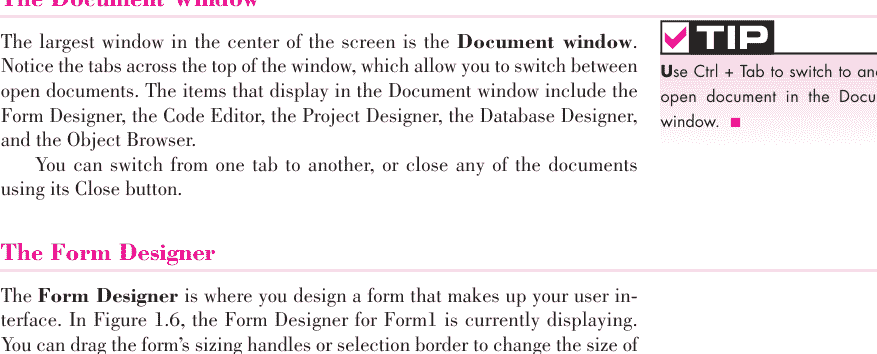 The Document Window
The largest window in the center of the screen is the Document window.
Notice the tabs across the top of the window, which allow you to switch between
open documents. The items that display in the Document window include the
Form Designer, the Code Editor, the Project Designer, the Database Designer,
and the Object Browser.
You can switch from one tab to another, or close any of the documents
using its Close button.
TIP
Use Ctrl + Tab to switch to
open document in the
window.
The Form Designer
The Form Designer is where you design a form that makes up your user in-
terface. In Figure 1.6, the Form Designer for Form1 is currently displaying.
You can drag the form's sizing handles or selection border to change the size of